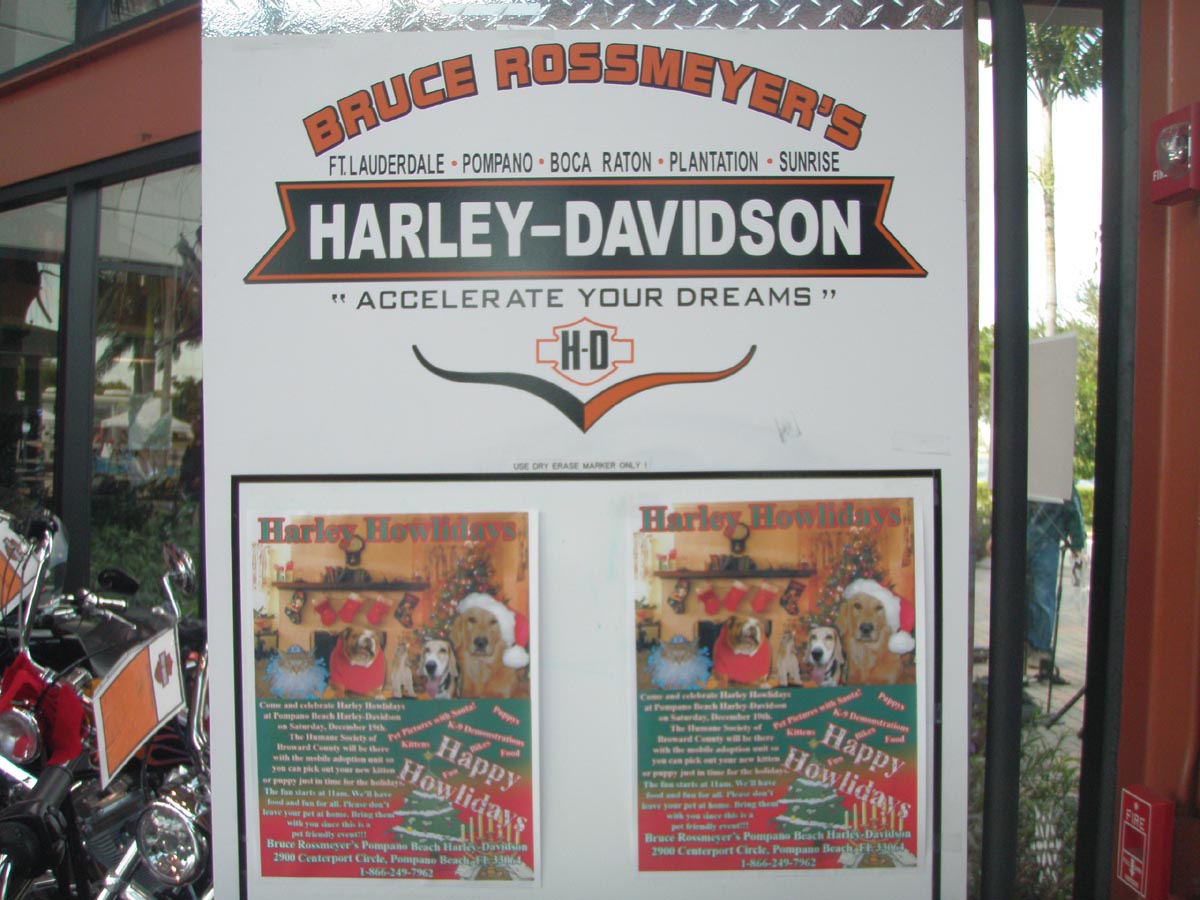 BRUCE ROSSMEYER'S
FT. LAUDERDALE • POMPANO • BOCA RATON • PLANTATION • SUNRISE
HARLEY-DAVIDSON
" ACCELERATE YOUR DREAMS "
H-D
USE DRY ERASE MARKER ONLY !
Harley Howlidays
Come and celebrate Harley Howlidays
at Pompano Beach Harley-Davidson
on Saturday, December 19th.
The Humane Society of
Broward County will be there
with the mobile adoption unit so
you can pick out your new kitten
or puppy just in time for the holidays.
The fun starts at 11am. We'll have
food and fun for all. Please don't
leave your pet at home. Bring them
with you since this is a
pet friendly event!!!
Pet Pictures with Santa!
Puppys
K-9 Demonstrations
Kittens
Bikes
Food
Fun
Happy
Howlidays
Bruce Rossmeyer's Pompano Beach Harley-Davidson
2900 Centerport Circle, Pompano Beach, FL 33064
1-866-249-7962
Harley Howlidays
Come and celebrate Harley Howlidays
at Pompano Beach Harley-Davidson
on Saturday, December 19th.
The Humane Society of
Broward County will be there
with the mobile adoption unit so
you can pick out your new kitten
or puppy just in time for the holidays.
The fun starts at 11am. We'll have
food and fun for all. Please don't
leave your pet at home. Bring them
with you since this is a
pet friendly event!!!
Pet Pictures with Santa!
Puppys
K-9 Demonstrations
Kittens
Bikes
Food
Fun
Happy
Howlidays
Bruce Rossmeyer's Pompano Beach Harley-Davidson
2900 Centerport Circle, Pompano Beach, FL 33064
1-866-249-7962
FIRE